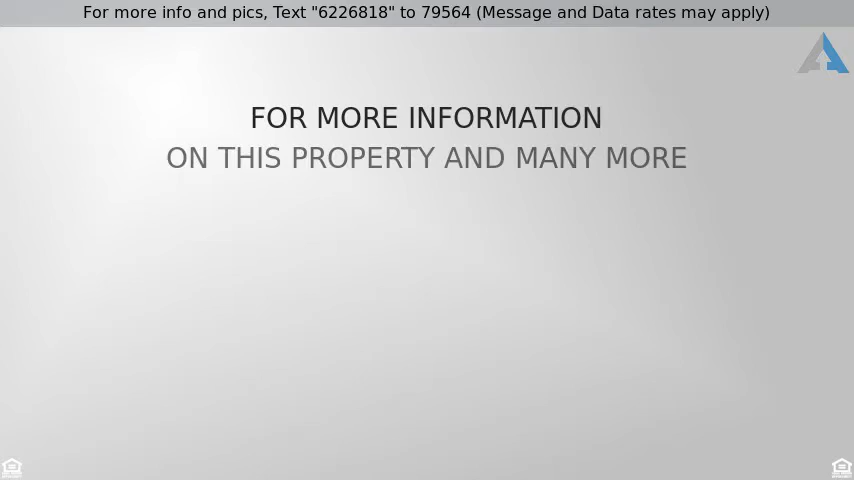 For more info and pics, Text "6226818" to 79564 (Message and Data rates may apply)
FOR MORE INFORMATION
ON THIS PROPERTY AND MANY MORE